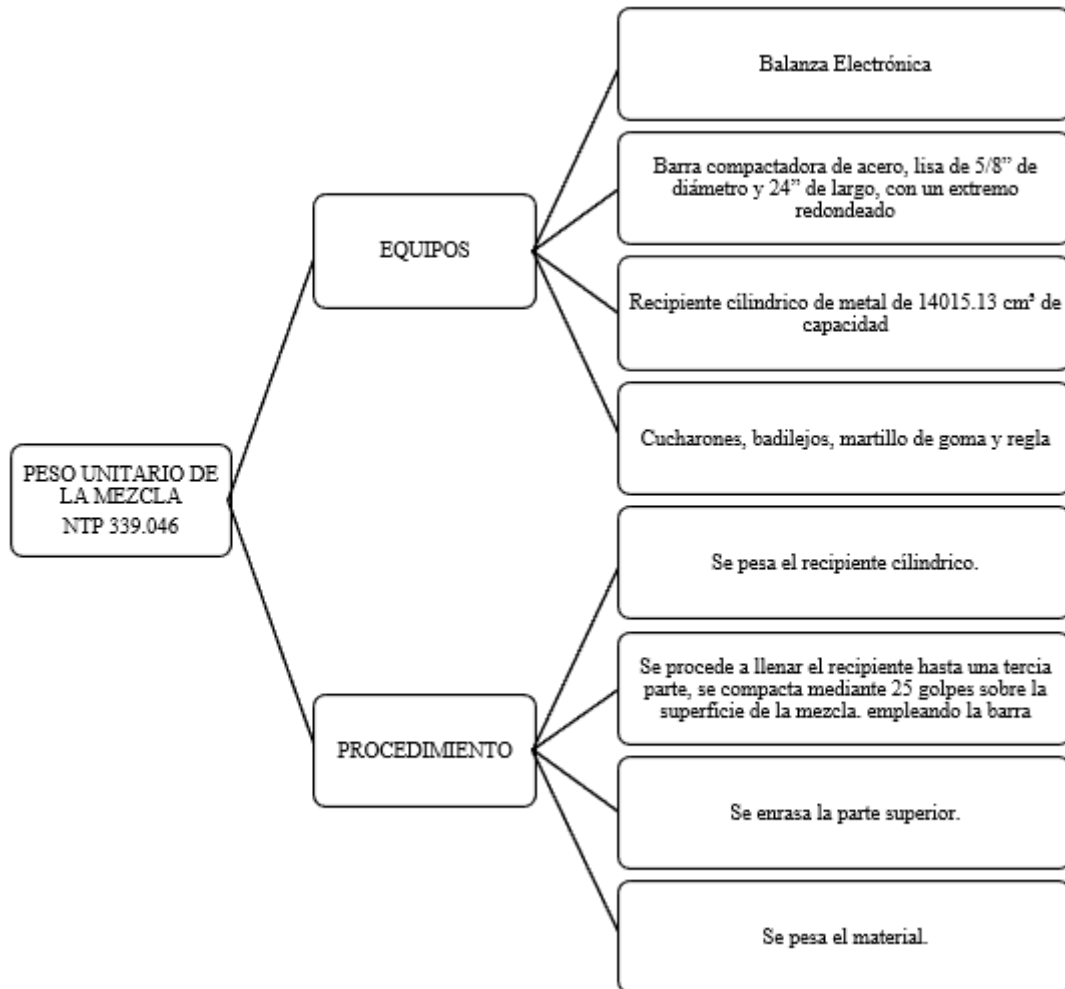 PESO UNITARIO DE
LA MEZCLA
NTP 339.046
EQUIPOS
Balanza Electrónica
Barra compactadora de acero, lisa de 5/8” de
diámetro y 24” de largo, con un extremo
redondeado
Recipiente cilindrico de metal de 14015.13 cm³ de
capacidad
Cucharones, badilejos, martillo de goma y regla
PROCEDIMIENTO
Se pesa el recipiente cílindrico.
Se procede a llenar el recipiente hasta una tercia
parte, se compacta mediante 25 golpes sobre la
superficie de la mezcla. empleando la barra
Se enrasa la parte superior.
Se pesa el material.